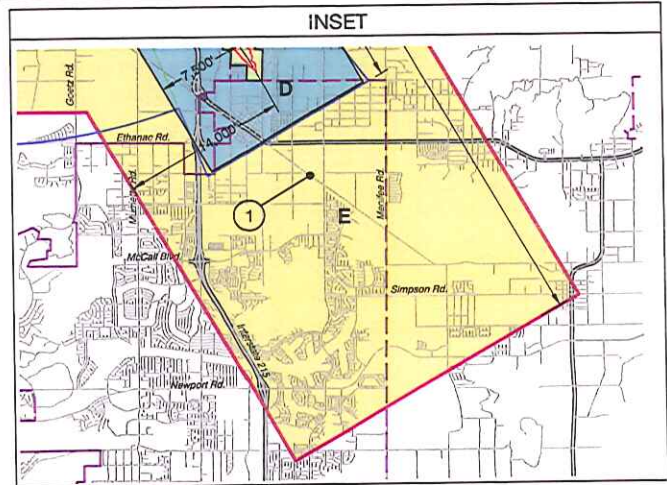 INSET
Goetz Rd.
7,500'
D
14,000'
Ethanac Rd.
Murrieta Rd.
Menifee Rd.
1
E
McCall Blvd.
Simpson Rd.
Interstate 215
Newport Rd.